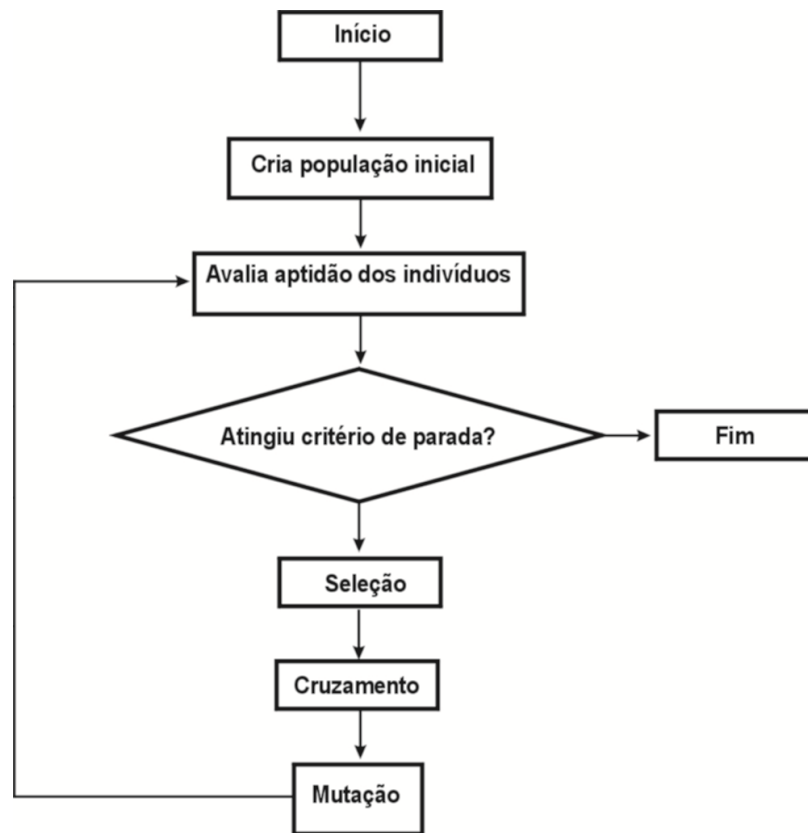 Início
Cria população inicial
Avalia aptidão dos indivíduos
Atingiu critério de parada?
Fim
Seleção
Cruzamento
Mutação